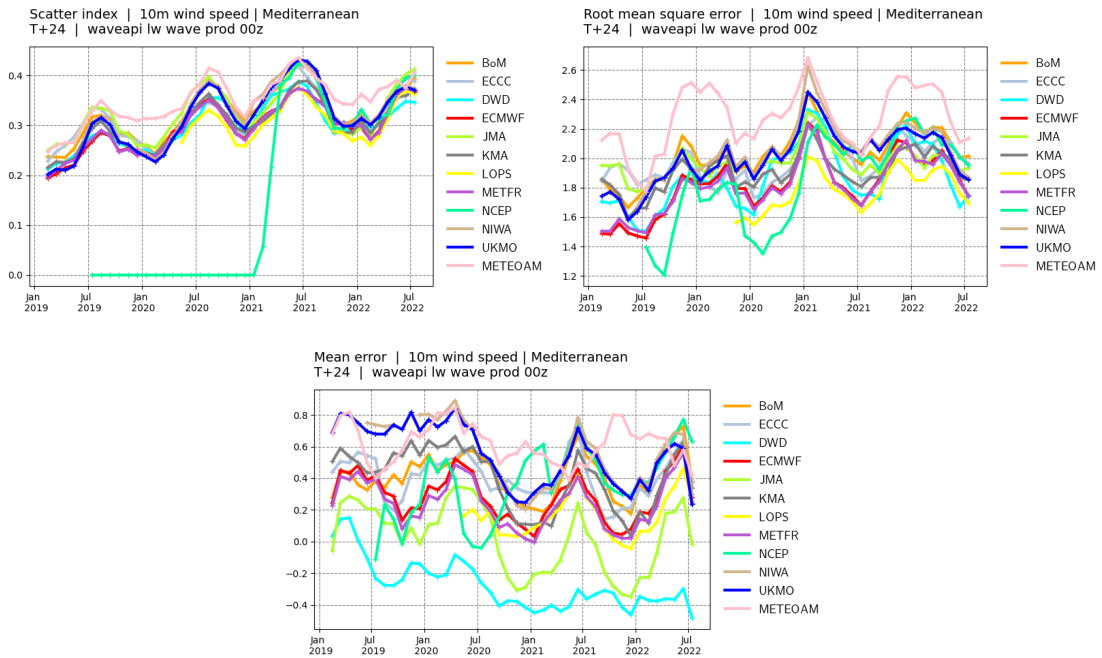 Scatter index | 10m wind speed | Mediterranean
T+24 | waveapi lw wave prod 00z
0.4
0.3
0.2
0.1
0.0
Jan 2019
Jul 2019
Jan 2020
Jul 2020
Jan 2021
Jul 2021
Jan 2022
Jul 2022
BoM
ECCC
DWD
ECMWF
JMA
KMA
LOPS
METFR
NCEP
NIWA
UKMO
METEOAM
Root mean square error | 10m wind speed | Mediterranean
T+24 | waveapi lw wave prod 00z
2.6
2.4
2.2
2.0
1.8
1.6
1.4
1.2
Jan 2019
Jul 2019
Jan 2020
Jul 2020
Jan 2021
Jul 2021
Jan 2022
Jul 2022
BoM
ECCC
DWD
ECMWF
JMA
KMA
LOPS
METFR
NCEP
NIWA
UKMO
METEOAM
Mean error | 10m wind speed | Mediterranean
T+24 | waveapi lw wave prod 00z
0.8
0.6
0.4
0.2
0.0
−0.2
−0.4
Jan 2019
Jul 2019
Jan 2020
Jul 2020
Jan 2021
Jul 2021
Jan 2022
Jul 2022
BoM
ECCC
DWD
ECMWF
JMA
KMA
LOPS
METFR
NCEP
NIWA
UKMO
METEOAM